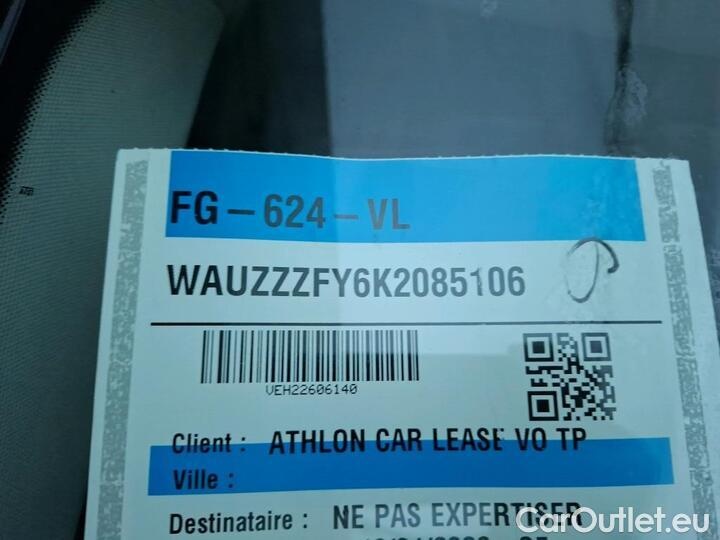 FG-624-VL
WAUZZZFY6K2085106
VEH22606140
Client : ATHLON CAR LEASE VO TP
Ville :
Destinataire : NE PAS EXPERTISER
CarOutlet.eu